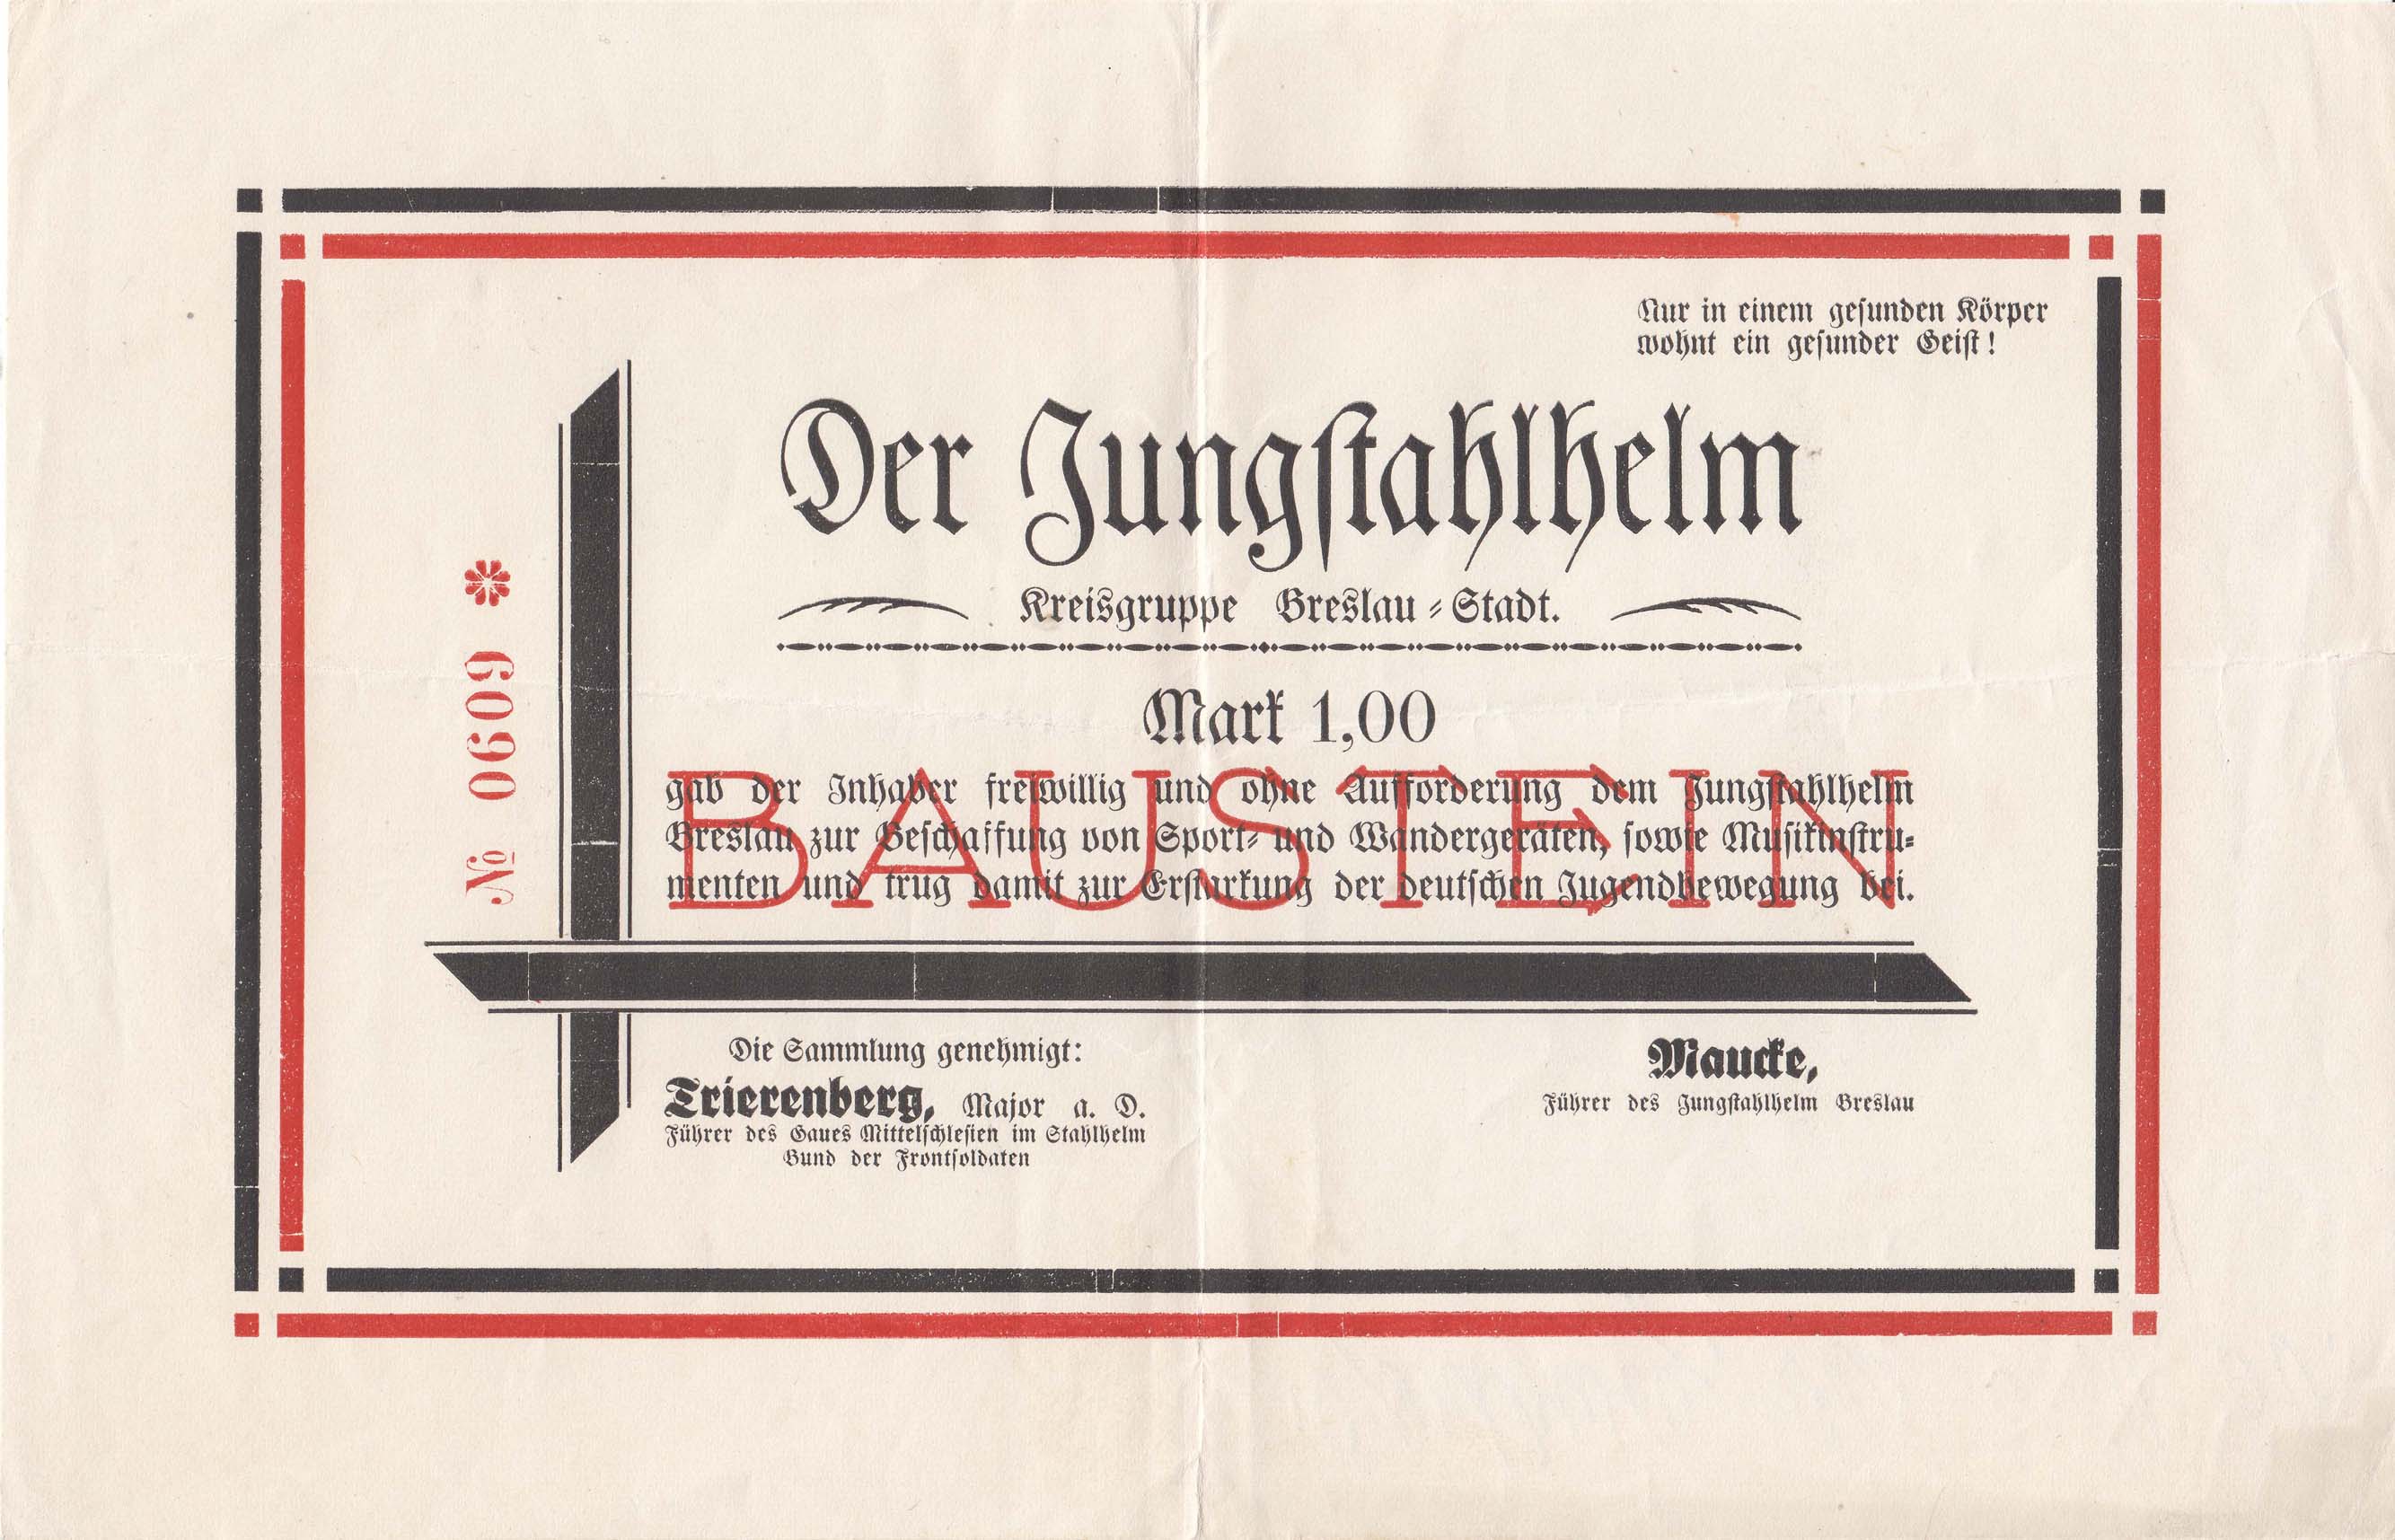 Nur in einem gesunden Körper
wohnt ein gesunder Geist!
Der Jungstahlhelm
Kreisgruppe Breslau-Stadt.
№ 0609 *
Mark 1,00
BAUSTEIN
gab der Inhaber freiwillig und ohne Aufforderung dem Jungstahlhelm
Breslau zur Beschaffung von Sport- und Wandergeräten, sowie Musikinstru-
menten und trug damit zur Erstarkung der deutschen Jugendbewegung bei.
Die Sammlung genehmigt:
Trierenberg, Major a. D.
Führer des Gaues Mittelschlesien im Stahlhelm
Bund der Frontsoldaten
Maucke,
Führer des Jungstahlhelm Breslau